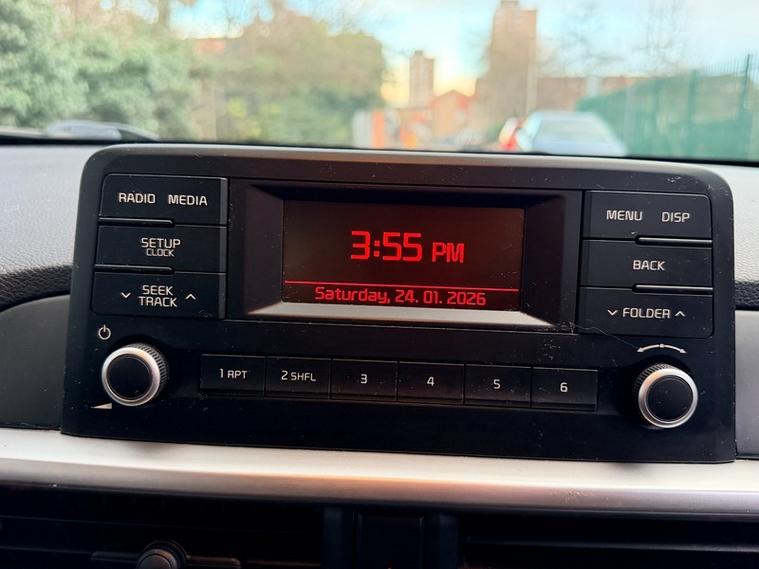 RADIO MEDIA
SETUP
CLOCK
SEEK
TRACK
3:55 PM
Saturday, 24. 01. 2026
MENU DISP
BACK
FOLDER
1 RPT
2 SHFL
3
4
5
6